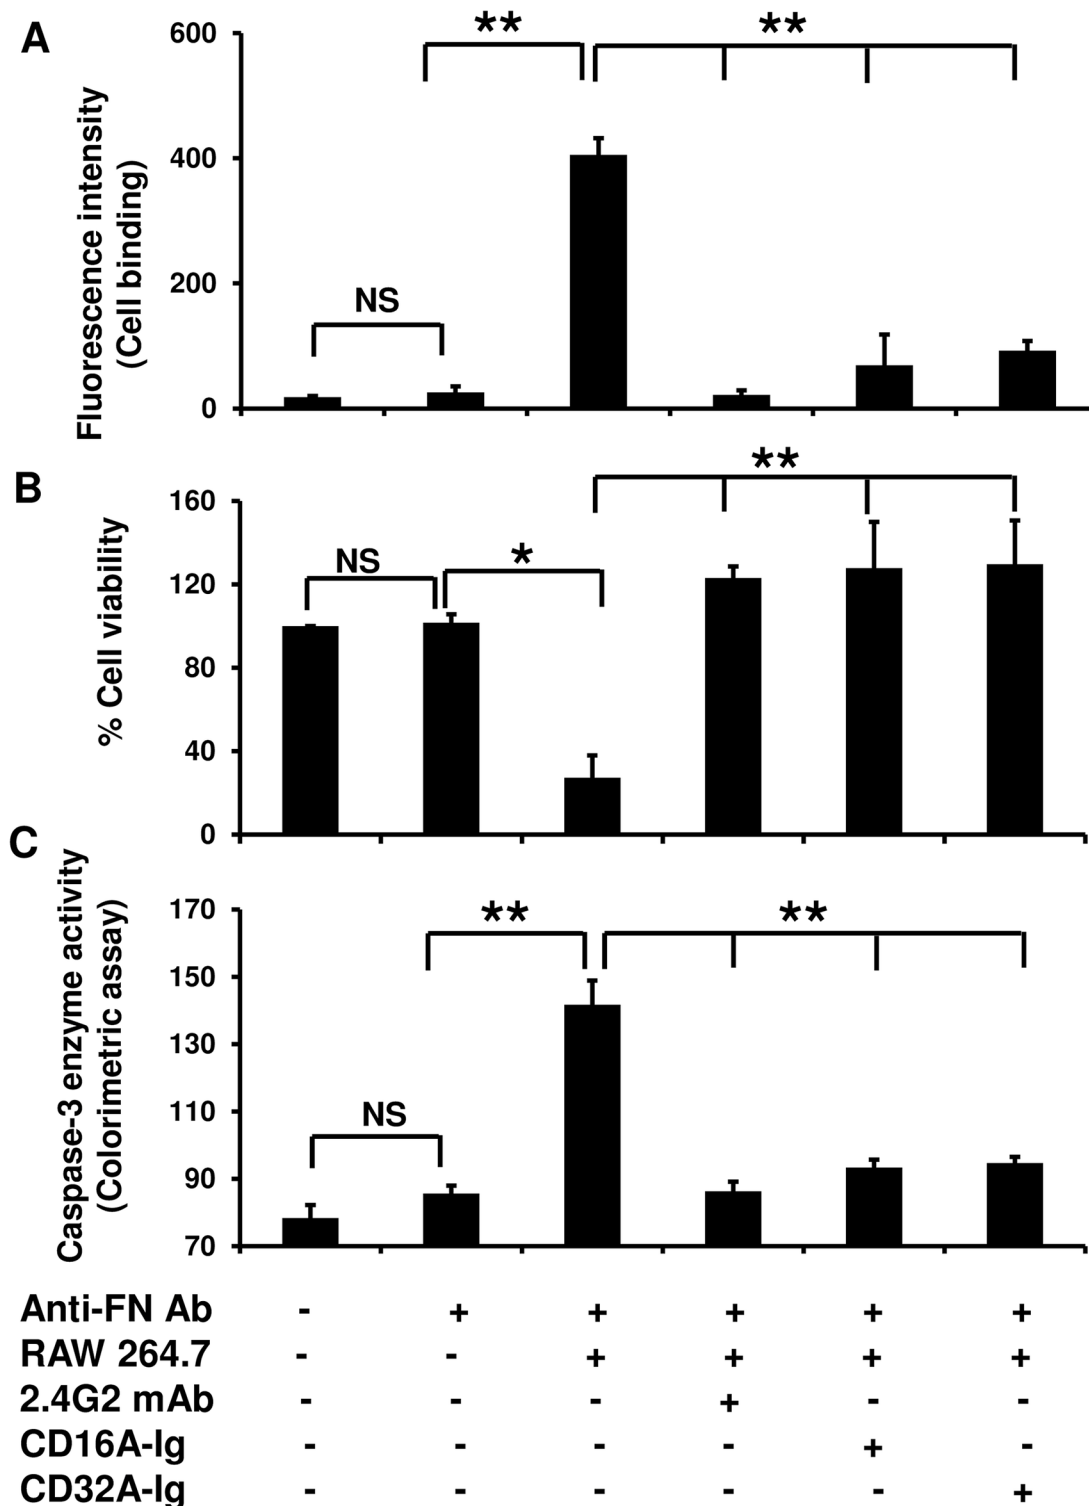 A
600
400
200
0
Fluorescence intensity
(Cell binding)
**
**
NS
B
160
120
80
40
0
% Cell viability
NS
*
**
C
170
150
130
110
90
70
Caspase-3 enzyme activity
(Colorimetric assay)
**
**
NS
Anti-FN Ab - + + + + +
RAW 264.7 - - + + + +
2.4G2 mAb - - - + - -
CD16A-Ig - - - - + -
CD32A-Ig - - - - - +